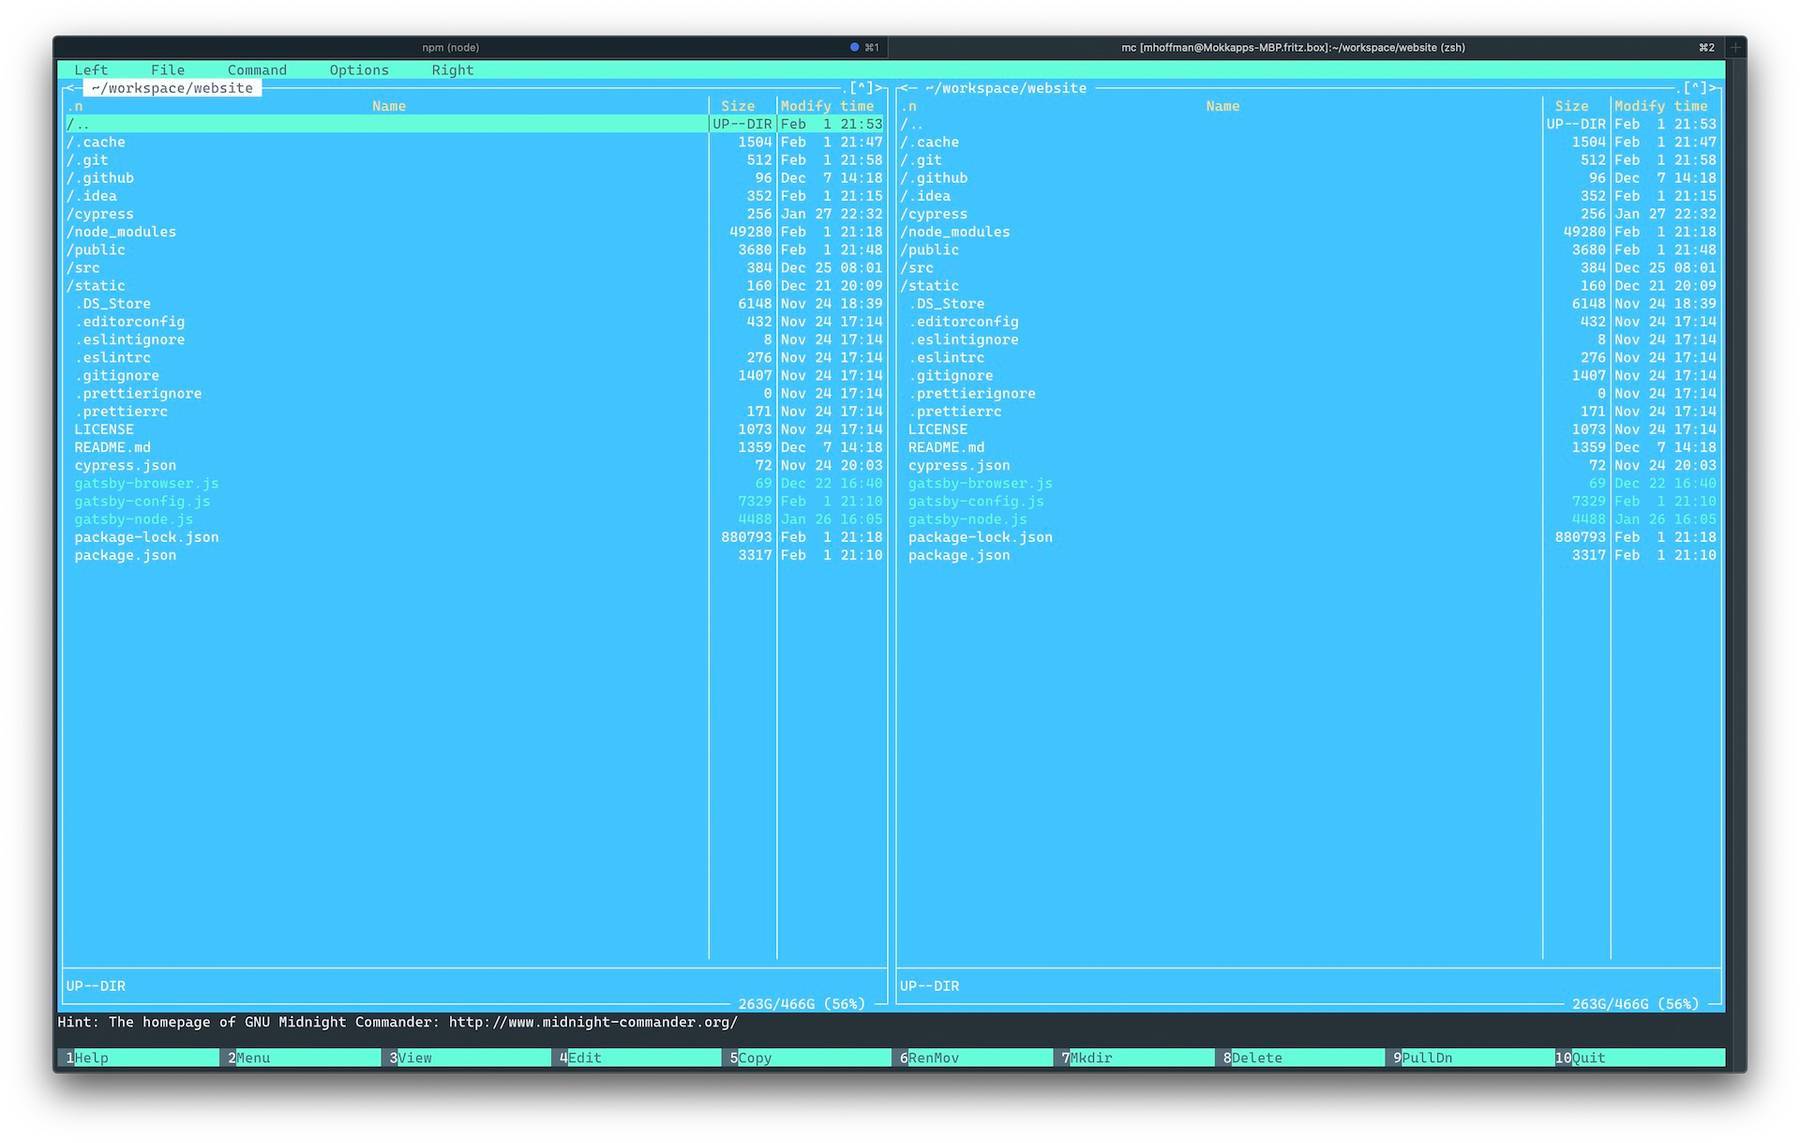 npm (node) ⌘1 mc [mhoffman@Mokkapps-MBP.fritz.box]:~/workspace/website (zsh) ⌘2
Left File Command Options Right
<─ ~/workspace/website .[^]> <─ ~/workspace/website .[^]>
.n Name Size Modify time .n Name Size Modify time
/.. UP--DIR Feb 1 21:53 /.. UP--DIR Feb 1 21:53
/.cache 1504 Feb 1 21:47 /.cache 1504 Feb 1 21:47
/.git 512 Feb 1 21:58 /.git 512 Feb 1 21:58
/.github 96 Dec 7 14:18 /.github 96 Dec 7 14:18
/.idea 352 Feb 1 21:15 /.idea 352 Feb 1 21:15
/cypress 256 Jan 27 22:32 /cypress 256 Jan 27 22:32
/node_modules 49280 Feb 1 21:18 /node_modules 49280 Feb 1 21:18
/public 3680 Feb 1 21:48 /public 3680 Feb 1 21:48
/src 384 Dec 25 08:01 /src 384 Dec 25 08:01
/static 160 Dec 21 20:09 /static 160 Dec 21 20:09
.DS_Store 6148 Nov 24 18:39 .DS_Store 6148 Nov 24 18:39
.editorconfig 432 Nov 24 17:14 .editorconfig 432 Nov 24 17:14
.eslintignore 8 Nov 24 17:14 .eslintignore 8 Nov 24 17:14
.eslintrc 276 Nov 24 17:14 .eslintrc 276 Nov 24 17:14
.gitignore 1407 Nov 24 17:14 .gitignore 1407 Nov 24 17:14
.prettierignore 0 Nov 24 17:14 .prettierignore 0 Nov 24 17:14
.prettierrc 171 Nov 24 17:14 .prettierrc 171 Nov 24 17:14
LICENSE 1073 Nov 24 17:14 LICENSE 1073 Nov 24 17:14
README.md 1359 Dec 7 14:18 README.md 1359 Dec 7 14:18
cypress.json 72 Nov 24 20:03 cypress.json 72 Nov 24 20:03
gatsby-browser.js 69 Dec 22 16:40 gatsby-browser.js 69 Dec 22 16:40
gatsby-config.js 7329 Feb 1 21:10 gatsby-config.js 7329 Feb 1 21:10
gatsby-node.js 4488 Jan 26 16:05 gatsby-node.js 4488 Jan 26 16:05
package-lock.json 880793 Feb 1 21:18 package-lock.json 880793 Feb 1 21:18
package.json 3317 Feb 1 21:10 package.json 3317 Feb 1 21:10
UP--DIR UP--DIR
263G/466G (56%) 263G/466G (56%)
Hint: The homepage of GNU Midnight Commander: http://www.midnight-commander.org/
1Help 2Menu 3View 4Edit 5Copy 6RenMov 7Mkdir 8Delete 9PullDn 10Quit